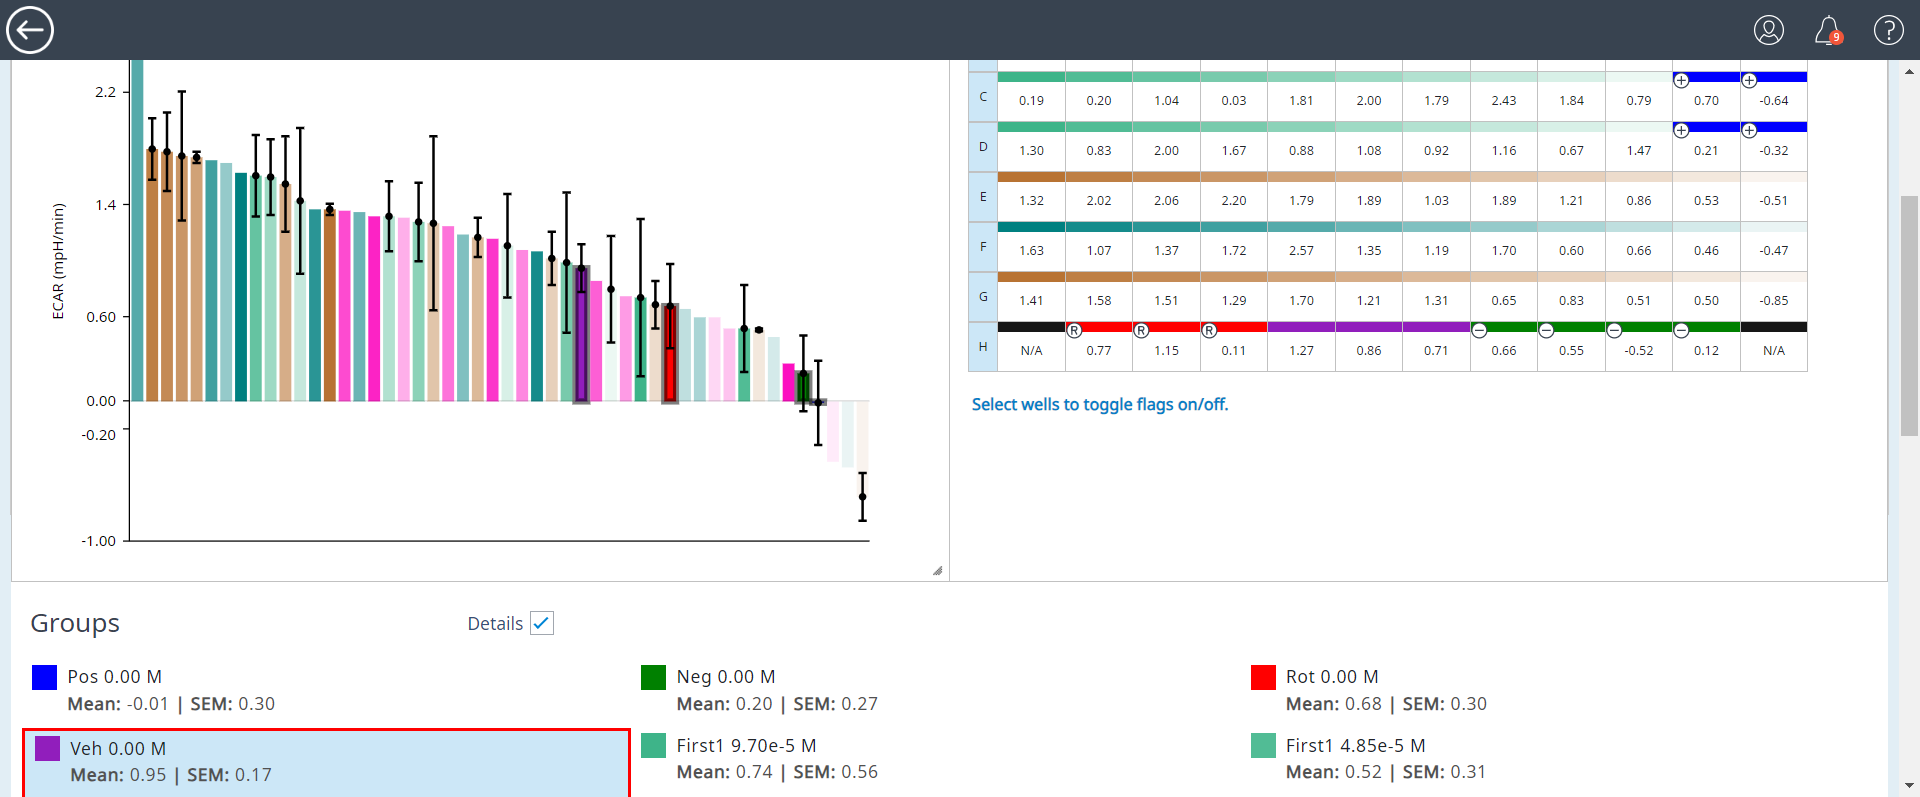 9
?
2.2
1.4
0.60
0.00
-0.20
-1.00
ECAR (mpH/min)
C 0.19 0.20 1.04 0.03 1.81 2.00 1.79 2.43 1.84 0.79 0.70 -0.64
D 1.30 0.83 2.00 1.67 0.88 1.08 0.92 1.16 0.67 1.47 0.21 -0.32
E 1.32 2.02 2.06 2.20 1.79 1.89 1.03 1.89 1.21 0.86 0.53 -0.51
F 1.63 1.07 1.37 1.72 2.57 1.35 1.19 1.70 0.60 0.66 0.46 -0.47
G 1.41 1.58 1.51 1.29 1.70 1.21 1.31 0.65 0.83 0.51 0.50 -0.85
R R R
H N/A 0.77 1.15 0.11 1.27 0.86 0.71 0.66 0.55 -0.52 0.12 N/A
Select wells to toggle flags on/off.
Groups
Details
Pos 0.00 M
Mean: -0.01 | SEM: 0.30
Neg 0.00 M
Mean: 0.20 | SEM: 0.27
Rot 0.00 M
Mean: 0.68 | SEM: 0.30
Veh 0.00 M
Mean: 0.95 | SEM: 0.17
First1 9.70e-5 M
Mean: 0.74 | SEM: 0.56
First1 4.85e-5 M
Mean: 0.52 | SEM: 0.31